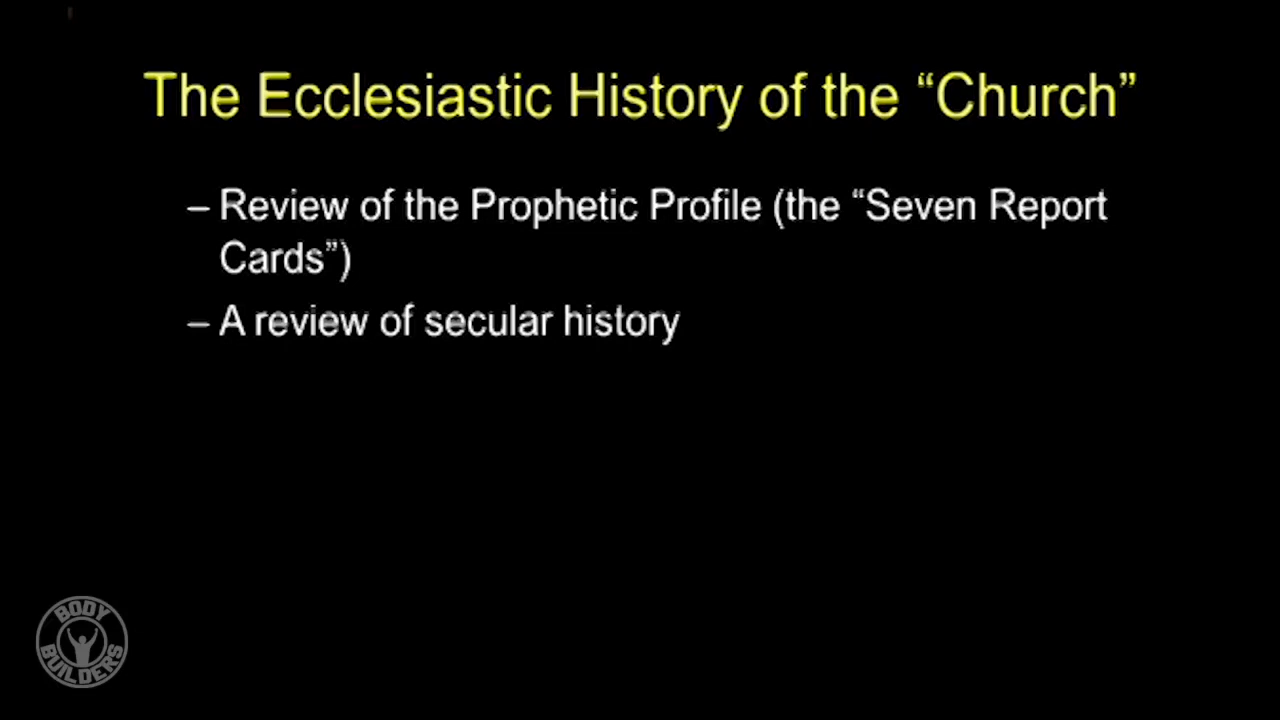 The Ecclesiastic History of the “Church”
– Review of the Prophetic Profile (the “Seven Report
Cards”)
– A review of secular history
BODY
BUILDERS